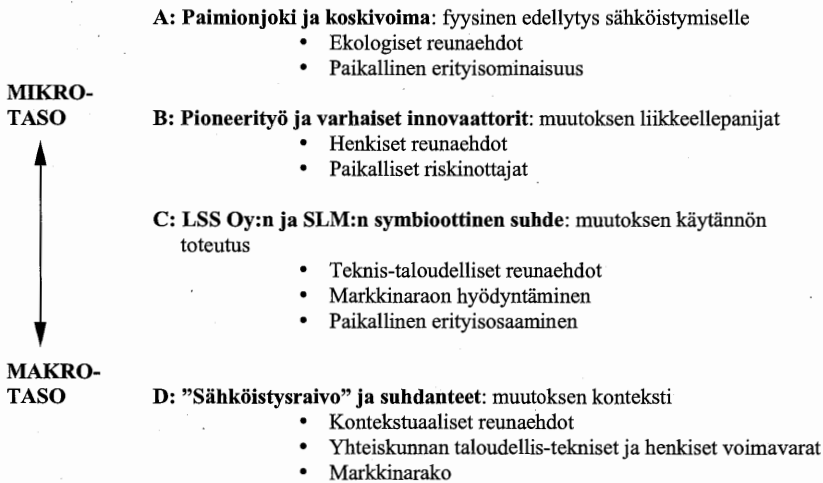 A: Paimionjoki ja koskivoima: fyysinen edellytys sähköistymiselle
• Ekologiset reunaehdot
• Paikallinen erityisominaisuus
MIKRO-
TASO
B: Pioneerityö ja varhaiset innovaattorit: muutoksen liikkeellepanijat
• Henkiset reunaehdot
• Paikalliset riskinottajat
C: LSS Oy:n ja SLM:n symbioottinen suhde: muutoksen käytännön
toteutus
• Teknis-taloudelliset reunaehdot
• Markkinaraon hyödyntäminen
• Paikallinen erityisosaaminen
MAKRO-
TASO
D: ”Sähköistysraivo” ja suhdanteet: muutoksen konteksti
• Kontekstuaaliset reunaehdot
• Yhteiskunnan taloudellis-tekniset ja henkiset voimavarat
• Markkinarako